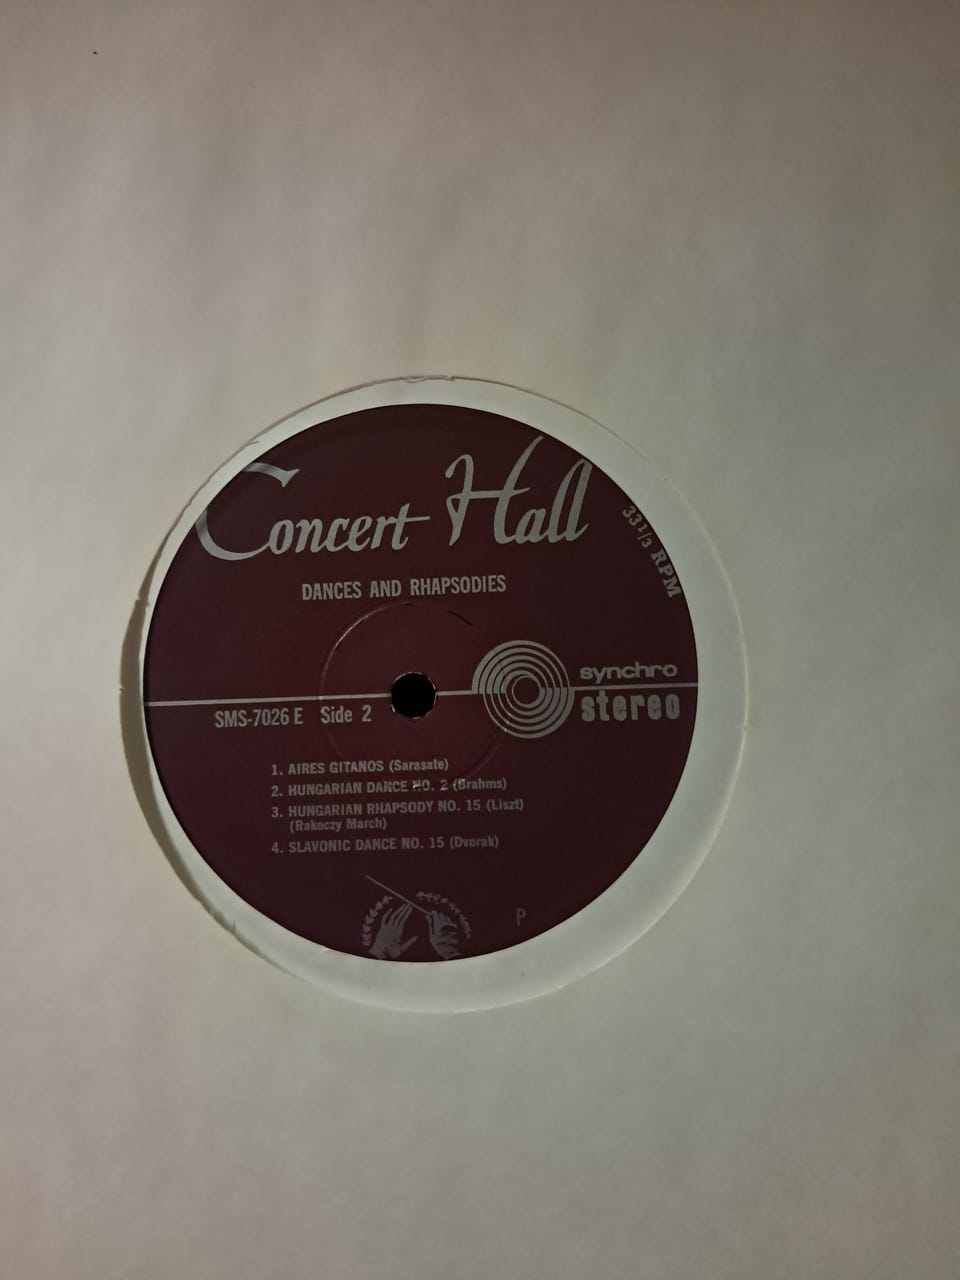 Concert Hall
33 1/3 RPM
DANCES AND RHAPSODIES
synchro
stereo
SMS-7026 E Side 2
1. AIRES GITANOS (Sarasate)
2. HUNGARIAN DANCE NO. 2 (Brahms)
3. HUNGARIAN RHAPSODY NO. 15 (Liszt)
(Rakoczy March)
4. SLAVONIC DANCE NO. 15 (Dvorak)
P